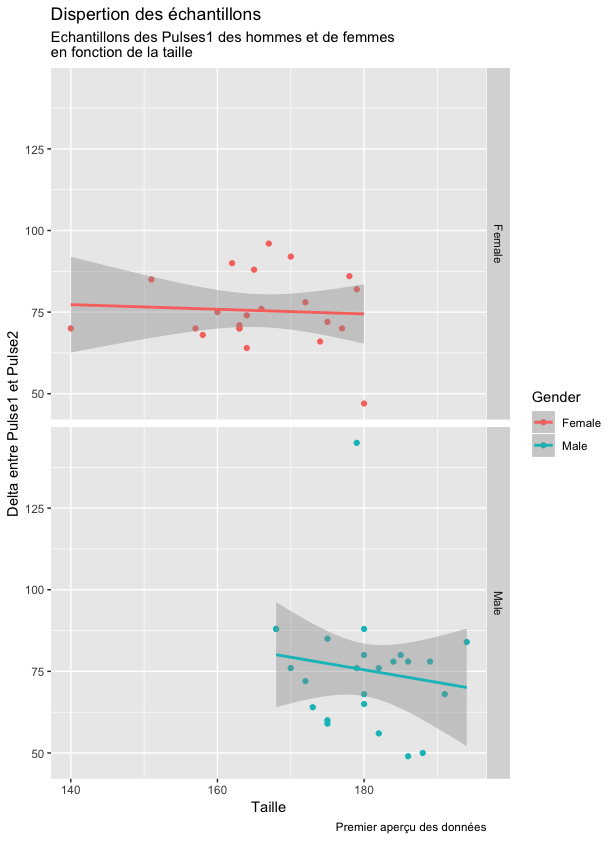 Dispertion des échantillons
Echantillons des Pulses1 des hommes et de femmes
en fonction de la taille
Delta entre Pulse1 et Pulse2
125
100
75
50
Female
125
100
75
50
Male
140
160
180
Taille
Gender
Female
Male
Premier aperçu des données